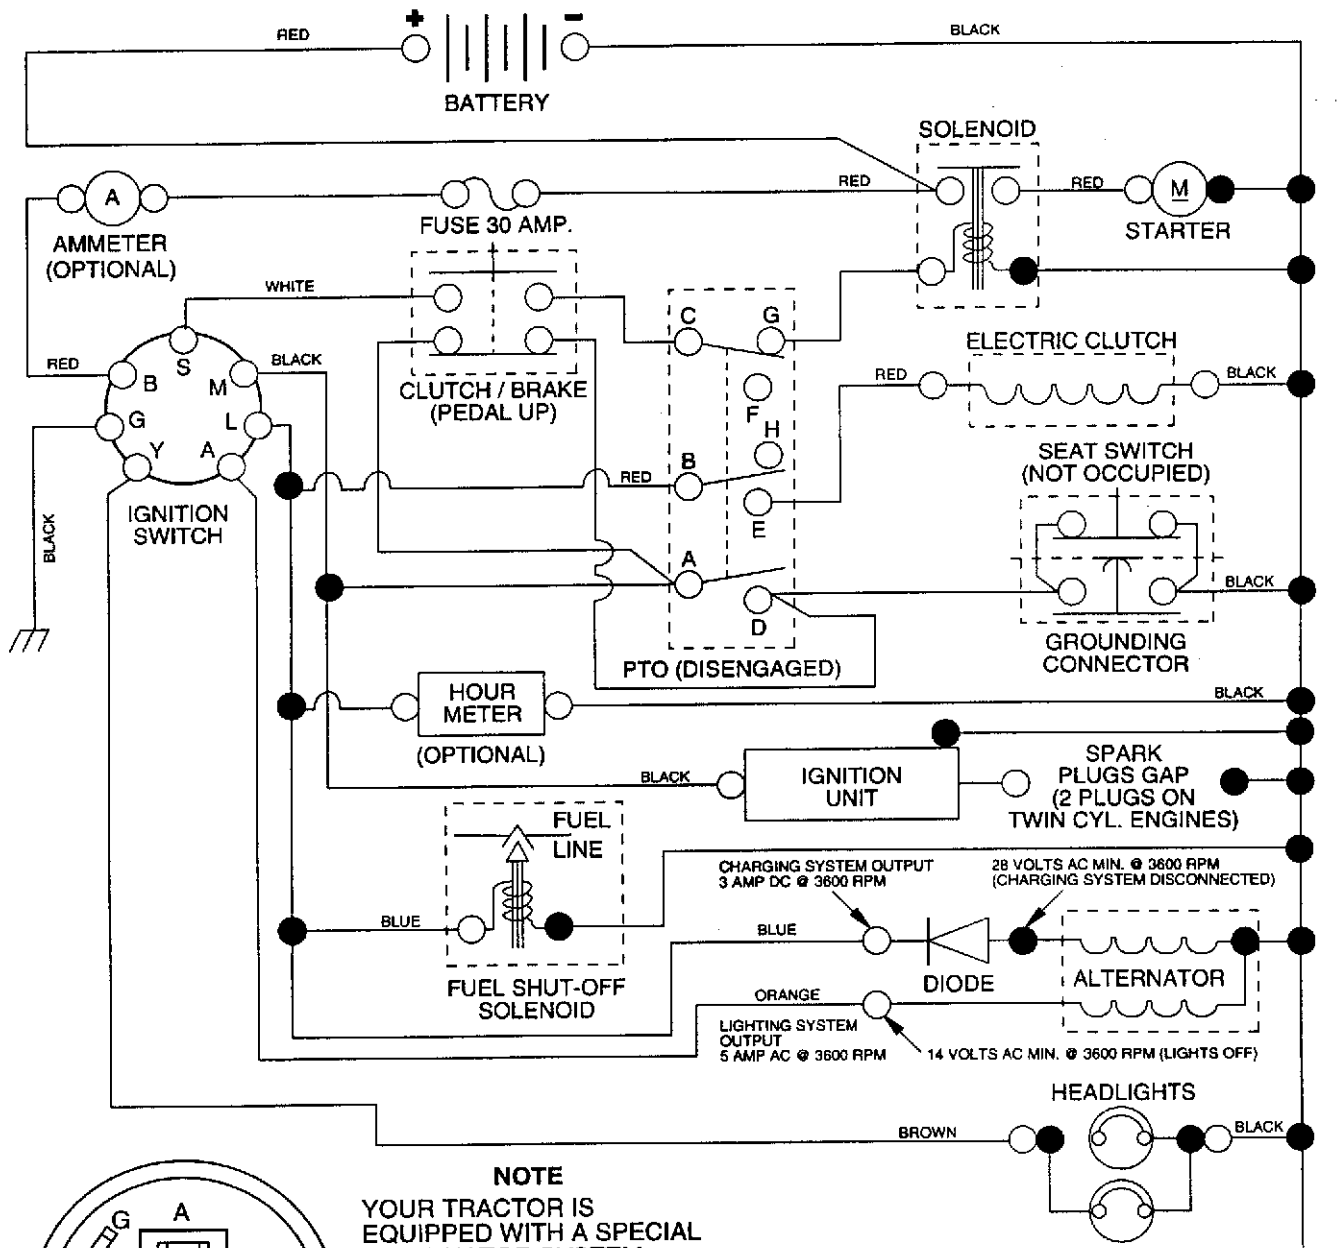 + −
RED
BLACK
BATTERY
SOLENOID
A
RED
RED
M
FUSE 30 AMP.
STARTER
AMMETER
(OPTIONAL)
WHITE
C G
S
ELECTRIC CLUTCH
RED
B
M
BLACK
CLUTCH / BRAKE
(PEDAL UP)
RED
BLACK
F
G
L
H
Y A
B
SEAT SWITCH
(NOT OCCUPIED)
RED
IGNITION
SWITCH
E
BLACK
A
BLACK
D
GROUNDING
CONNECTOR
PTO (DISENGAGED)
HOUR
METER
(OPTIONAL)
BLACK
BLACK
IGNITION
UNIT
SPARK
PLUGS GAP
(2 PLUGS ON
TWIN CYL. ENGINES)
FUEL
LINE
CHARGING SYSTEM OUTPUT
3 AMP DC @ 3600 RPM
28 VOLTS AC MIN. @ 3600 RPM
(CHARGING SYSTEM DISCONNECTED)
BLUE
BLUE
DIODE
ALTERNATOR
FUEL SHUT-OFF
SOLENOID
ORANGE
LIGHTING SYSTEM
OUTPUT
5 AMP AC @ 3600 RPM
14 VOLTS AC MIN. @ 3600 RPM (LIGHTS OFF)
HEADLIGHTS
BROWN
BLACK
NOTE
YOUR TRACTOR IS
EQUIPPED WITH A SPECIAL
G A